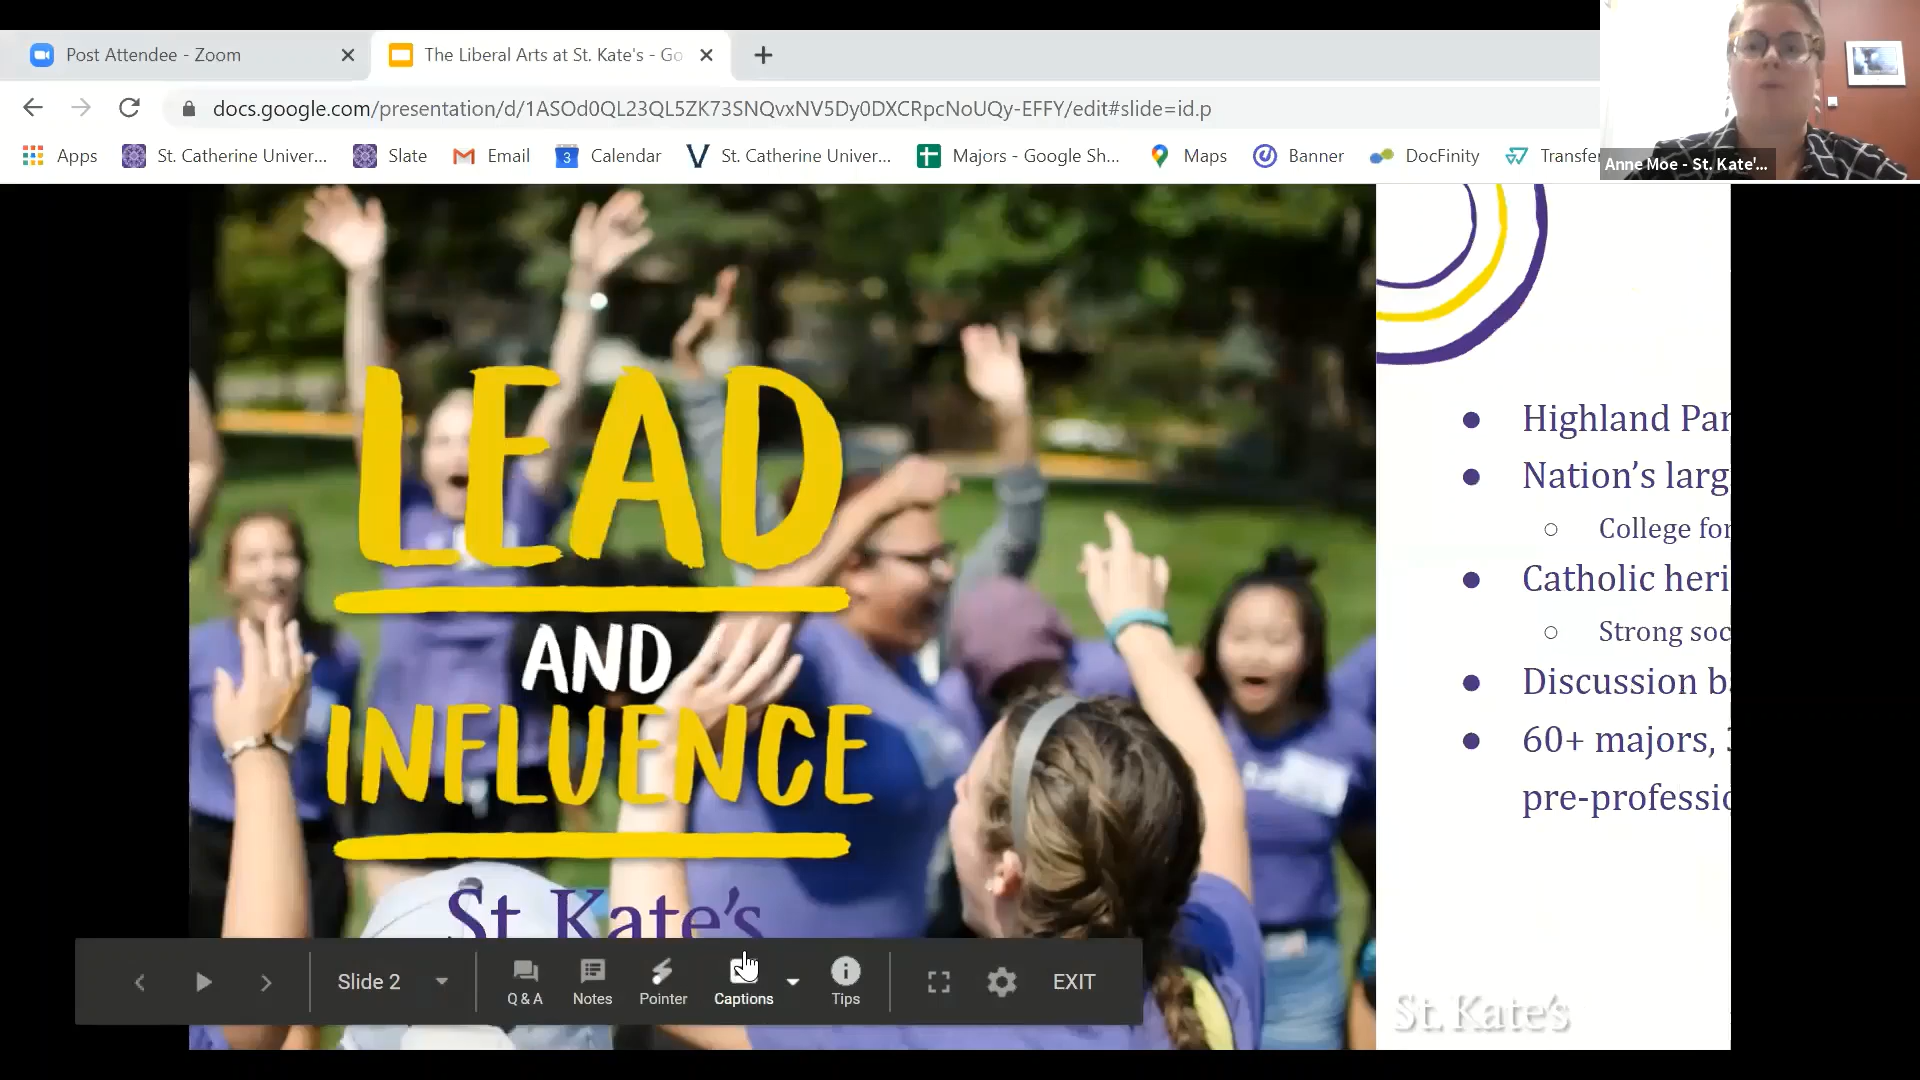 Post Attendee - Zoom
The Liberal Arts at St. Kate's - Go
docs.google.com/presentation/d/1ASOd0QL23QL5ZK73SNQvxNV5Dy0DXCRpcNoUQy-EFFY/edit#slide=id.p
Apps
St. Catherine Univer...
Slate
Email
3
Calendar
St. Catherine Univer...
Majors - Google Sh...
Maps
Banner
DocFinity
Transfe
Anne Moe - St. Kate'...
LEAD
AND
INFLUENCE
St. Kate's
Highland Par
Nation's larg
College for
Catholic heri
Strong soc
Discussion b
60+ majors,
pre-professio
St. Kate's
Slide 2
Q & A
Notes
Pointer
Captions
Tips
EXIT